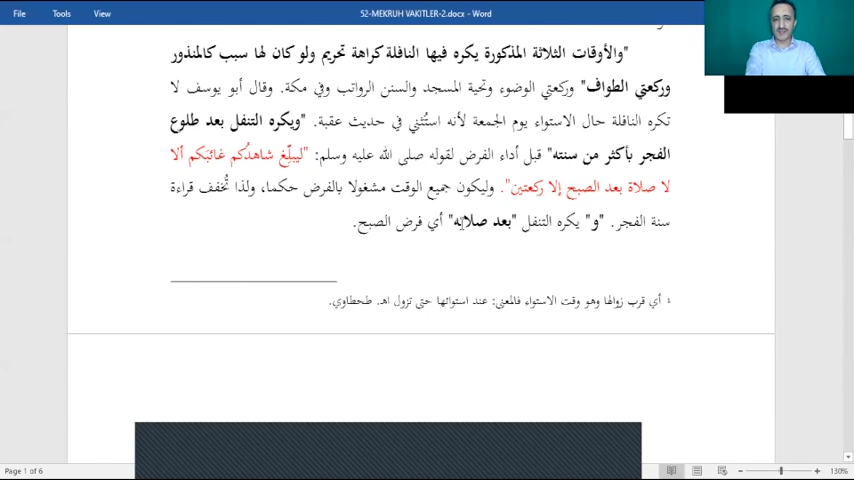 52-MEKRUH VAKITLER-2.docx - Word
File Tools View
"والأوقات الثلاثة المذكورة يكره فيها النافلة كراهة تحريم ولو كان لها سبب كالمنذور
وركعتي الطواف" وركعتي الوضوء وتحية المسجد والسنن الرواتب وفي مكة. وقال أبو يوسف لا
تكره النافلة حال الاستواء يوم الجمعة لأنه استُثني في حديث عقبة. "ويكره التنفل بعد طلوع
الفجر بأكثر من سنته" قبل أداء الفرض لقوله صلى الله عليه وسلم: "ليبلِّغ شاهدُكم غائبَكم ألا
لا صلاة بعد الصبح إلا ركعتين". وليكون جميع الوقت مشغولا بالفرض حكما، ولذا تُخفف قراءة
سنة الفجر. "و" يكره التنفل "بعد صلاته" أي فرض الصبح.
٤ أي قرب زوالها وهو وقت الاستواء فالمعنى: عند استوائها حتى تزول اهـ. طحطاوي.
Page 1 of 6
130%